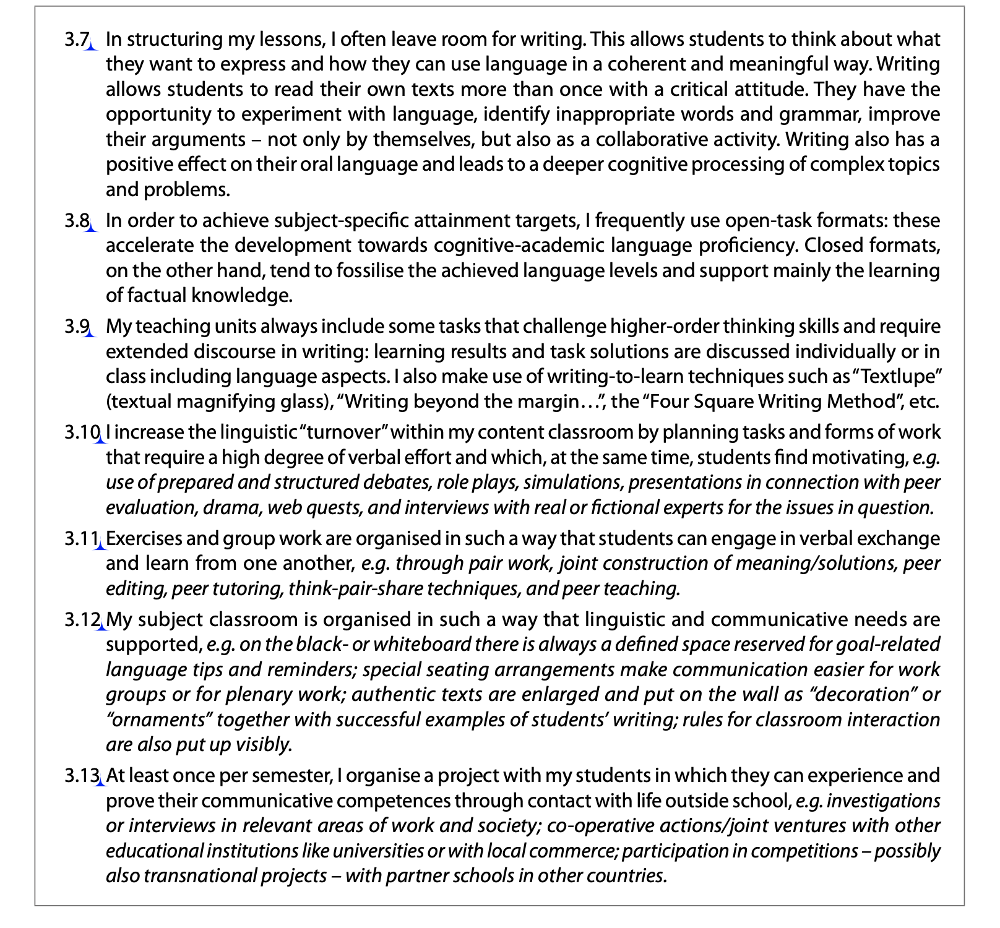 3.7 In structuring my lessons, I often leave room for writing. This allows students to think about what
they want to express and how they can use language in a coherent and meaningful way. Writing
allows students to read their own texts more than once with a critical attitude. They have the
opportunity to experiment with language, identify inappropriate words and grammar, improve
their arguments – not only by themselves, but also as a collaborative activity. Writing also has a
positive effect on their oral language and leads to a deeper cognitive processing of complex topics
and problems.
3.8 In order to achieve subject-specific attainment targets, I frequently use open-task formats: these
accelerate the development towards cognitive-academic language proficiency. Closed formats,
on the other hand, tend to fossilise the achieved language levels and support mainly the learning
of factual knowledge.
3.9 My teaching units always include some tasks that challenge higher-order thinking skills and require
extended discourse in writing: learning results and task solutions are discussed individually or in
class including language aspects. I also make use of writing-to-learn techniques such as “Textlupe”
(textual magnifying glass), “Writing beyond the margin…”, the “Four Square Writing Method”, etc.
3.10 I increase the linguistic “turnover” within my content classroom by planning tasks and forms of work
that require a high degree of verbal effort and which, at the same time, students find motivating, e.g.
use of prepared and structured debates, role plays, simulations, presentations in connection with peer
evaluation, drama, web quests, and interviews with real or fictional experts for the issues in question.
3.11 Exercises and group work are organised in such a way that students can engage in verbal exchange
and learn from one another, e.g. through pair work, joint construction of meaning/solutions, peer
editing, peer tutoring, think-pair-share techniques, and peer teaching.
3.12 My subject classroom is organised in such a way that linguistic and communicative needs are
supported, e.g. on the black- or whiteboard there is always a defined space reserved for goal-related
language tips and reminders; special seating arrangements make communication easier for work
groups or for plenary work; authentic texts are enlarged and put on the wall as “decoration” or
“ornaments” together with successful examples of students’ writing; rules for classroom interaction
are also put up visibly.
3.13 At least once per semester, I organise a project with my students in which they can experience and
prove their communicative competences through contact with life outside school, e.g. investigations
or interviews in relevant areas of work and society; co-operative actions/joint ventures with other
educational institutions like universities or with local commerce; participation in competitions – possibly
also transnational projects – with partner schools in other countries.